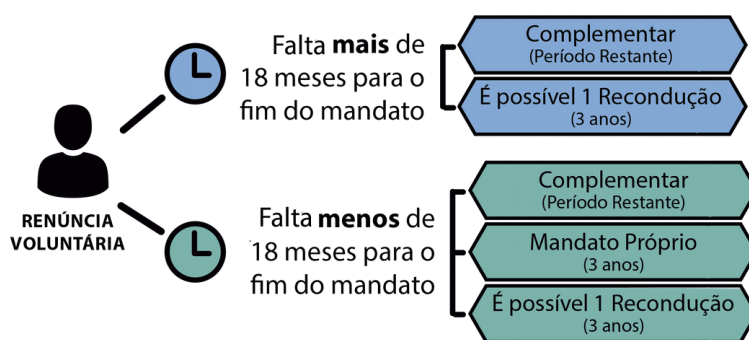 RENÚNCIA
VOLUNTÁRIA
Falta mais de
18 meses para o
fim do mandato
Complementar
(Período Restante)
É possível 1 Recondução
(3 anos)
Falta menos de
18 meses para o
fim do mandato
Complementar
(Período Restante)
Mandato Próprio
(3 anos)
É possível 1 Recondução
(3 anos)